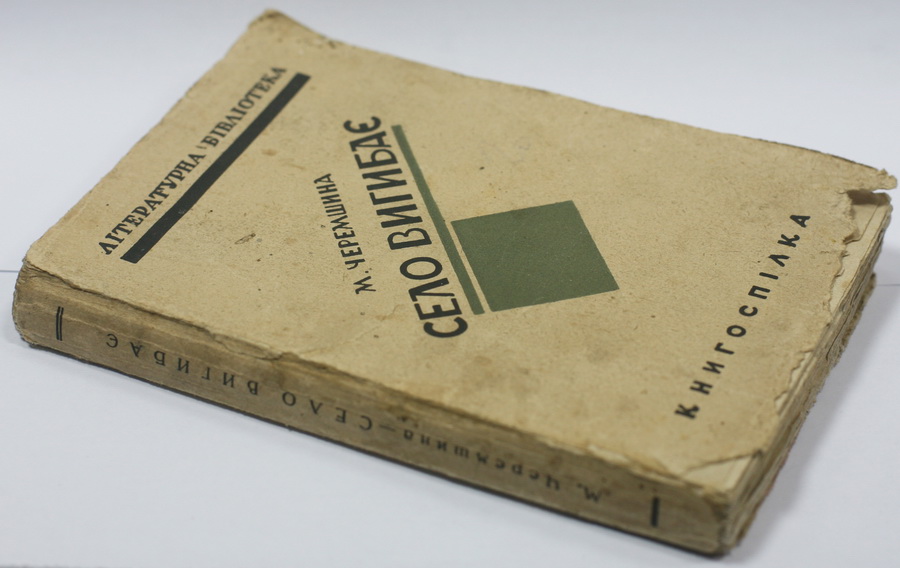 ЛІТЕРАТУРНА БІБЛІОТЕКА
М. ЧЕРЕМШИНА
СЕЛО ВИГИБАЄ
КНИГОСПІЛКА
М. Черемшина—СЕЛО ВИГИБАЄ